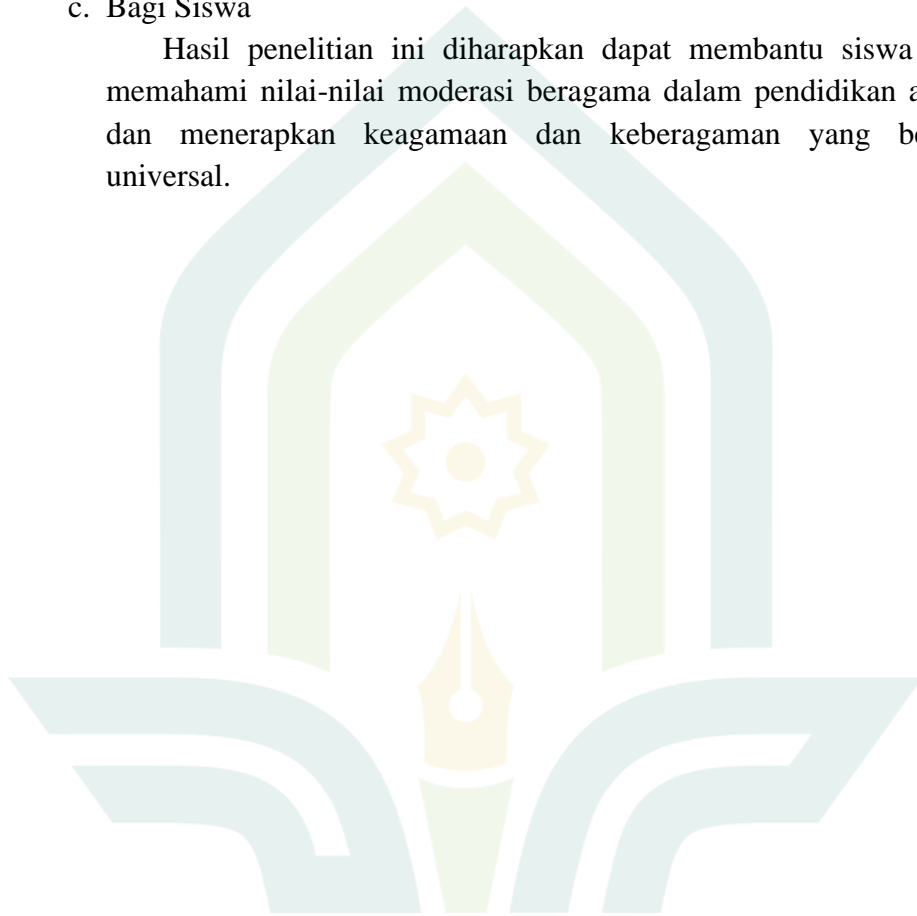 c. Bagi Siswa
Hasil penelitian ini diharapkan dapat membantu siswa
memahami nilai-nilai moderasi beragama dalam pendidikan
dan menerapkan keagamaan dan keberagaman yang
universal.